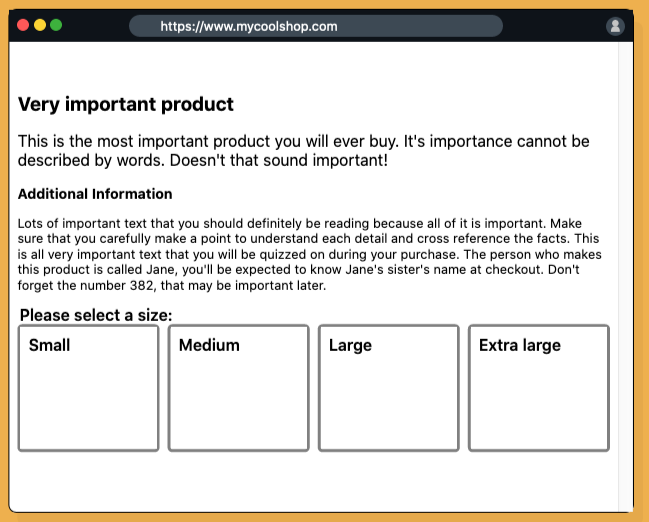 https://www.mycoolshop.com
Very important product
This is the most important product you will ever buy. It's importance cannot be
described by words. Doesn't that sound important!
Additional Information
Lots of important text that you should definitely be reading because all of it is important. Make
sure that you carefully make a point to understand each detail and cross reference the facts. This
is all very important text that you will be quizzed on during your purchase. The person who makes
this product is called Jane, you'll be expected to know Jane's sister's name at checkout. Don't
forget the number 382, that may be important later.
Please select a size:
Small
Medium
Large
Extra large